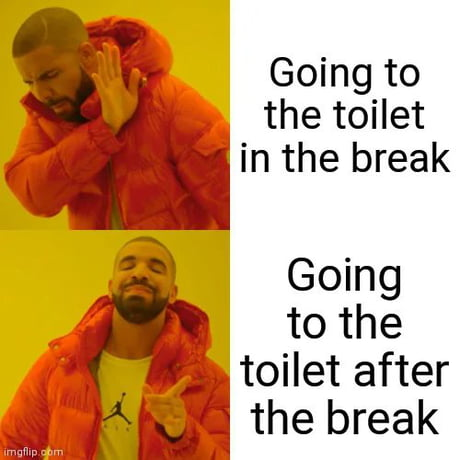 Going to
the toilet
in the break
Going
to the
toilet after
the break
imgflip.com